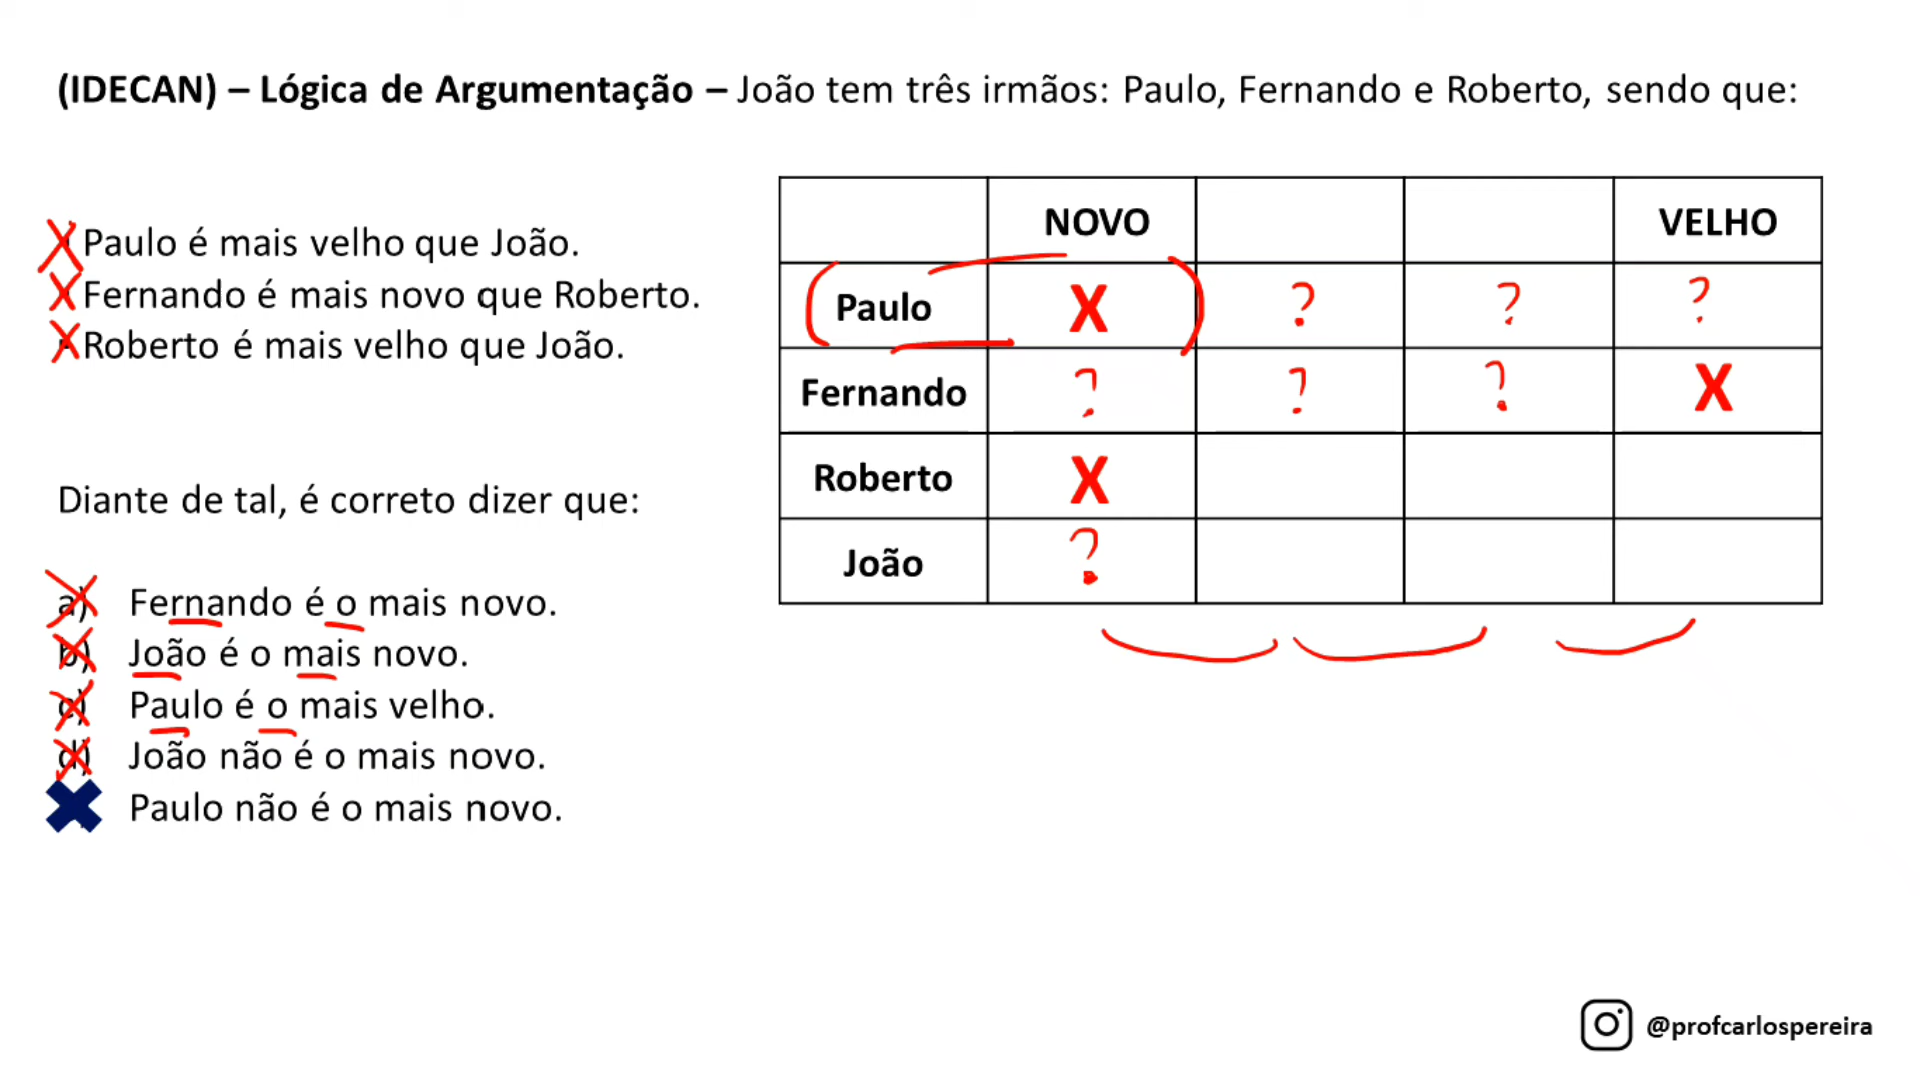 (IDECAN) – Lógica de Argumentação – João tem três irmãos: Paulo, Fernando e Roberto, sendo que:
Paulo é mais velho que João.
Fernando é mais novo que Roberto.
Roberto é mais velho que João.
Diante de tal, é correto dizer que:
a) Fernando é o mais novo.
b) João é o mais novo.
c) Paulo é o mais velho.
d) João não é o mais novo.
Paulo não é o mais novo.
NOVO VELHO
Paulo X ? ? ?
Fernando ? ? ? X
Roberto X
João ?
@profcarlospereira